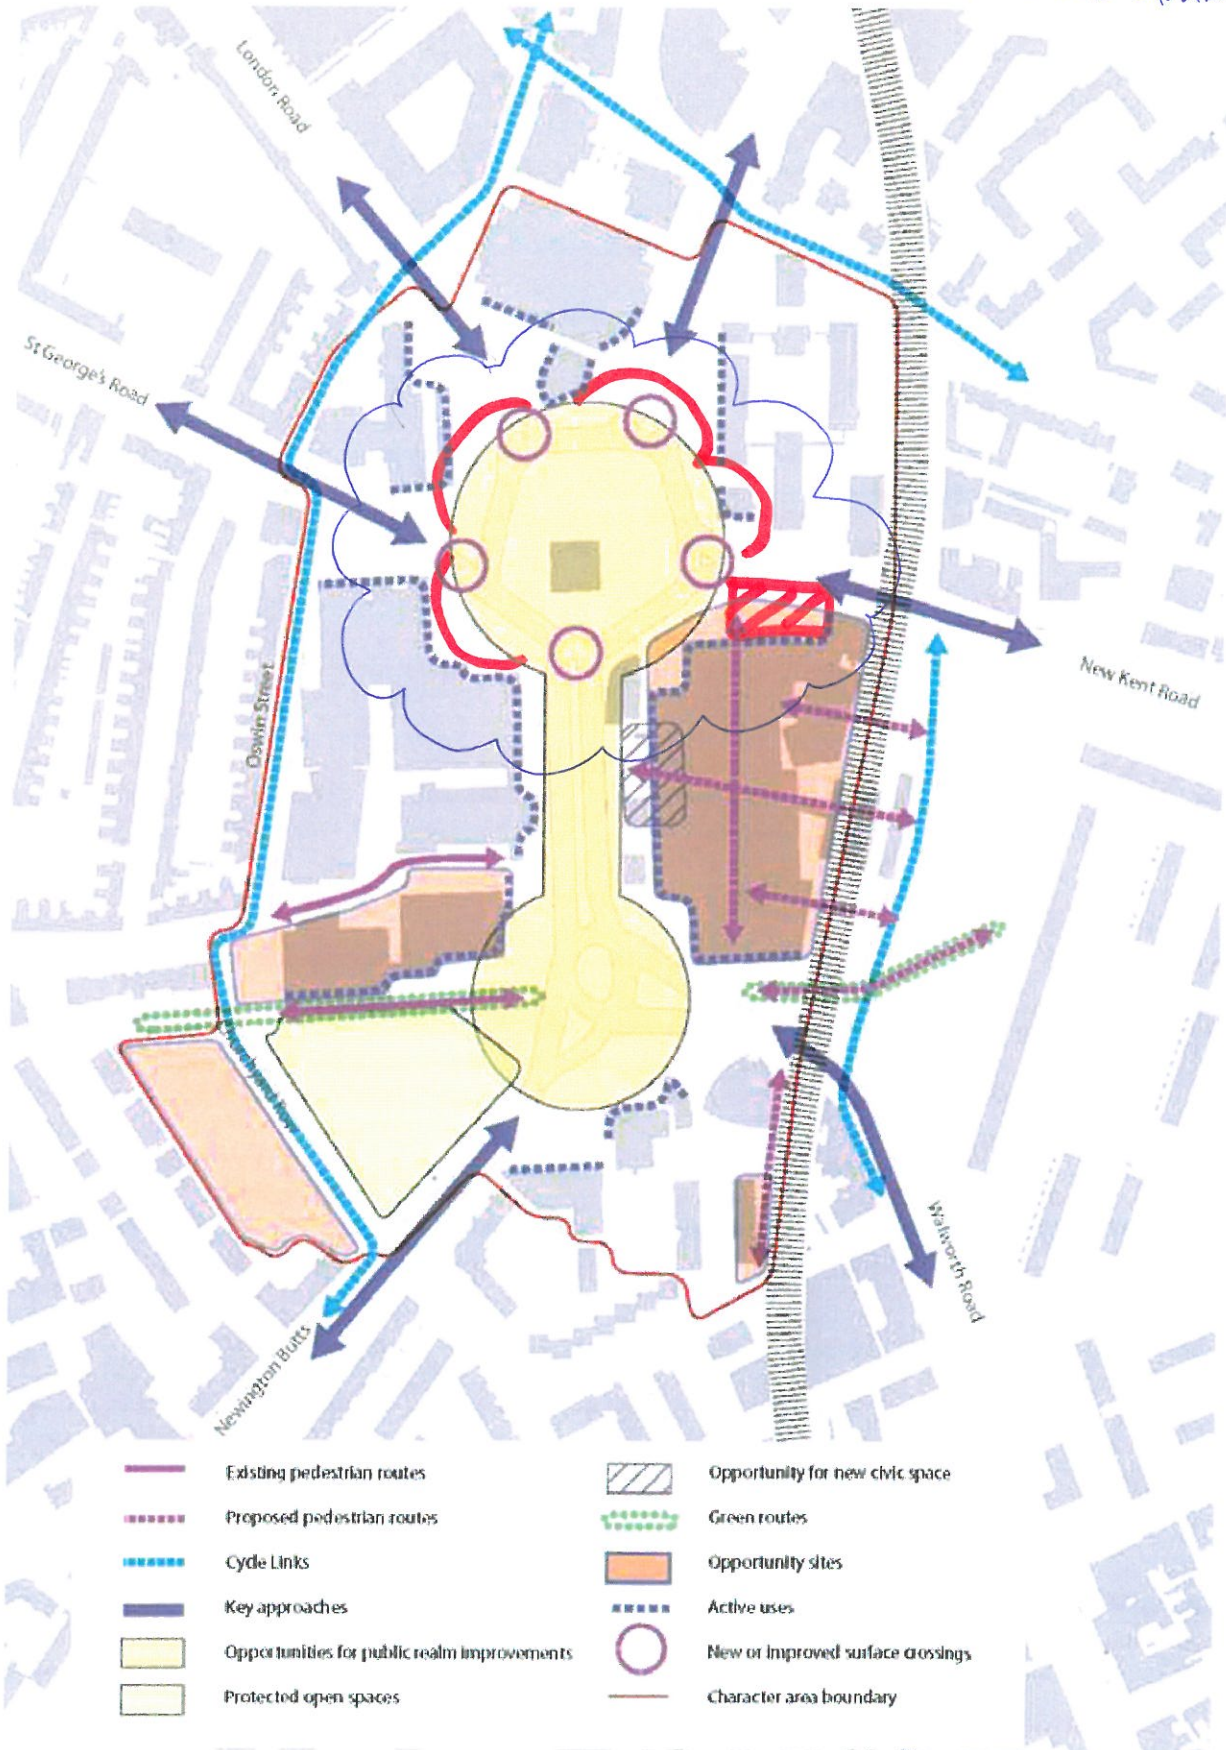 London Road
St George's Road
New Kent Road
Oswin Street
Churchyard Row
Walworth Road
Newington Butts
Existing pedestrian routes
Proposed pedestrian routes
Cycle Links
Key approaches
Opportunities for public realm improvements
Protected open spaces
Opportunity for new civic space
Green routes
Opportunity sites
Active uses
New or improved surface crossings
Character area boundary